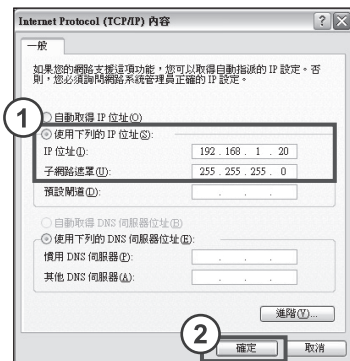 Internet Protocol (TCP/IP) 內容
一般
如果您的網路支援這項功能，您可以取得自動指派的 IP 設定。否
則，您必須詢問網路系統管理員正確的 IP 設定。
1
自動取得 IP 位址(O)
使用下列的 IP 位址(S):
IP 位址(I): 192 . 168 . 1 . 20
子網路遮罩(U): 255 . 255 . 255 . 0
預設閘道(D): . . .
自動取得 DNS 伺服器位址(B)
使用下列的 DNS 伺服器位址(E):
慣用 DNS 伺服器(P): . . .
其他 DNS 伺服器(A): . . .
進階(V)...
2
確定 取消